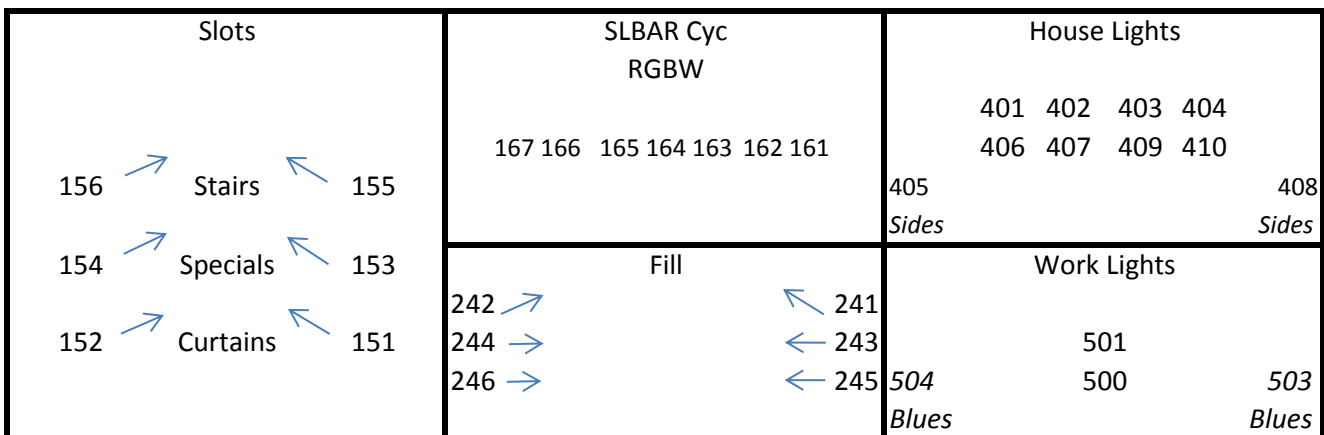 Slots
156 Stairs 155
154 Specials 153
152 Curtains 151
SLBAR Cyc
RGBW
167 166 165 164 163 162 161
House Lights
401 402 403 404
406 407 409 410
405 408
Sides Sides
Fill
242 241
244 243
246 245
Work Lights
501
504 500 503
Blues Blues